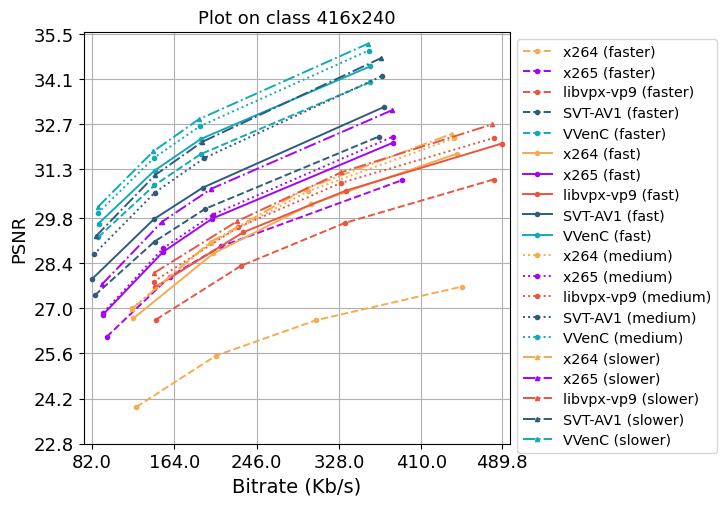 Plot on class 416x240
PSNR
35.5
34.1
32.7
31.3
29.8
28.4
27.0
25.6
24.2
22.8
82.0 164.0 246.0 328.0 410.0 489.8
Bitrate (Kb/s)
x264 (faster)
x265 (faster)
libvpx-vp9 (faster)
SVT-AV1 (faster)
VVenC (faster)
x264 (fast)
x265 (fast)
libvpx-vp9 (fast)
SVT-AV1 (fast)
VVenC (fast)
x264 (medium)
x265 (medium)
libvpx-vp9 (medium)
SVT-AV1 (medium)
VVenC (medium)
x264 (slower)
x265 (slower)
libvpx-vp9 (slower)
SVT-AV1 (slower)
VVenC (slower)